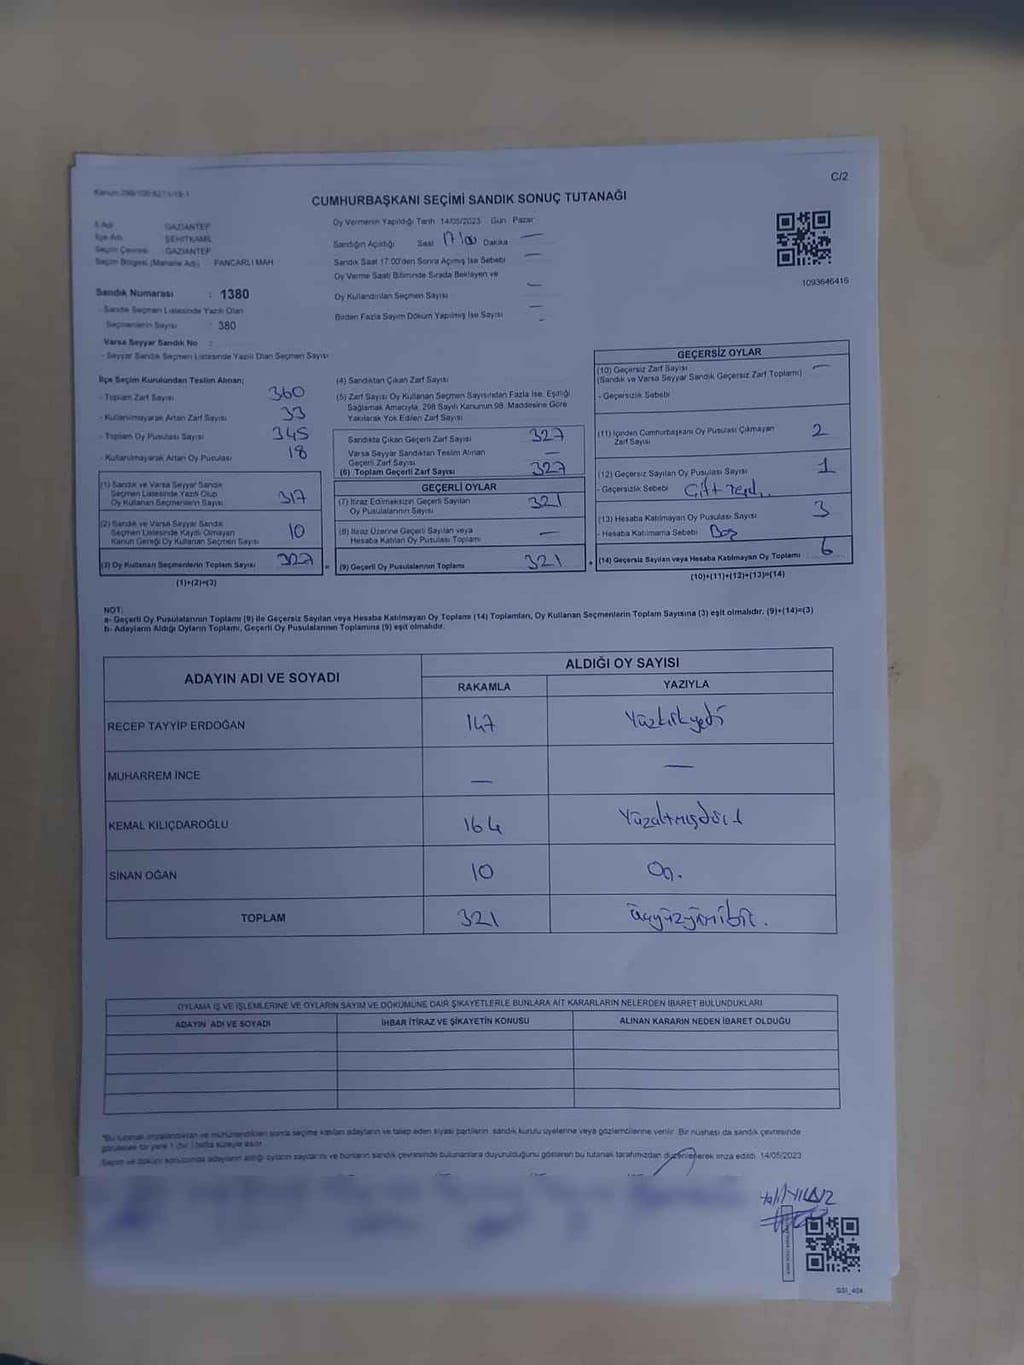 C/2
CUMHURBAŞKANI SEÇİMİ SANDIK SONUÇ TUTANAĞI
İl Adı GAZİANTEP
İlçe Adı ŞEHİTKAMİL
Seçim Çevresi GAZİANTEP
Seçim Bölgesi (Mahalle Adı) PANCARLI MAH
Sandık Numarası : 1380
- Sandık Seçmen Listesinde Yazılı Olan
Seçmenlerin Sayısı : 380
Varsa Seyyar Sandık No :
- Seyyar Sandık Seçmen Listesinde Yazılı Olan Seçmen Sayısı :
Oy Vermenin Yapıldığı Tarih 14/05/2023 Gün Pazar
Sandığın Açıldığı Saat 17:00 Dakika —
Sandık Saat 17:00'den Sonra Açımış İse Sebebi —
Oy Verme Saati Bitiminde Sırada Bekleyen ve
Oy Kullandırılan Seçmen Sayısı —
Birden Fazla Sayım Döküm Yapılmış İse Sayısı —
1093646416
İlçe Seçim Kurulundan Teslim Alınan;
- Toplam Zarf Sayısı 360
- Kullanılmayarak Artan Zarf Sayısı 33
- Toplam Oy Pusulası Sayısı 345
- Kullanılmayarak Artan Oy Pusulası 18
(1) Sandık ve Varsa Seyyar Sandık
Seçmen Listesinde Yazılı Olup
Oy Kullanan Seçmenlerin Sayısı 317
(2) Sandık ve Varsa Seyyar Sandık
Seçmen Listesinde Kayıtlı Olmayan
Kanun Gereği Oy Kullanan Seçmen Sayısı 10
(3) Oy Kullanan Seçmenlerin Toplam Sayısı 327
(1)+(2)=(3)
(4) Sandıktan Çıkan Zarf Sayısı
(5) Zarf Sayısı Oy Kullanan Seçmen Sayısından Fazla İse, Eşitliği
Sağlamak Amacıyla, 298 Sayılı Kanunun 98. Maddesine Göre
Yakılarak Yok Edilen Zarf Sayısı
Sandıkta Çıkan Geçerli Zarf Sayısı 327
Varsa Seyyar Sandıktan Teslim Alınan
Geçerli Zarf Sayısı —
(6) Toplam Geçerli Zarf Sayısı 327
GEÇERLİ OYLAR
(7) İtiraz Edilmeksizin Geçerli Sayılan
Oy Pusulalarının Sayısı 321
(8) İtiraz Üzerine Geçerli Sayılan veya
Hesaba Katılan Oy Pusulası Toplamı —
= (9) Geçerli Oy Pusulalarının Toplamı 321 +
GEÇERSİZ OYLAR
(10) Geçersiz Zarf Sayısı —
(Sandık ve Varsa Seyyar Sandık Geçersiz Zarf Toplamı)
- Geçersizlik Sebebi
(11) İçinden Cumhurbaşkanı Oy Pusulası Çıkmayan
Zarf Sayısı 2
(12) Geçersiz Sayılan Oy Pusulası Sayısı 1
- Geçersizlik Sebebi Çift
(13) Hesaba Katılmayan Oy Pusulası Sayısı 3
- Hesaba Katılmama Sebebi Boş
(14) Geçersiz Sayılan veya Hesaba Katılmayan Oy Toplamı 6
(10)+(11)+(12)+(13)=(14)
NOT:
a- Geçerli Oy Pusulalarının Toplamı (9) ile Geçersiz Sayılan veya Hesaba Katılmayan Oy Toplamı (14) Toplamları, Oy Kullanan Seçmenlerin Toplam Sayısına (3) eşit olmalıdır. (9)+(14)=(3)
b- Adayların Aldığı Oyların Toplamı, Geçerli Oy Pusulalarının Toplamına (9) eşit olmalıdır.
ADAYIN ADI VE SOYADI ALDIĞI OY SAYISI
RAKAMLA YAZIYLA
RECEP TAYYİP ERDOĞAN 147 Yüzkırkyedi
MUHARREM İNCE — —
KEMAL KILIÇDAROĞLU 164 Yüzaltmışdört
SİNAN OĞAN 10 On.
TOPLAM 321 üçyüzyirmibir.
OYLAMA İŞ VE İŞLEMLERİNE VE OYLARIN SAYIM VE DÖKÜMÜNE DAİR ŞİKAYETLERLE BUNLARA AİT KARARLARIN NELERDEN İBARET BULUNDUKLARI
ADAYIN ADI VE SOYADI İHBAR İTİRAZ VE ŞİKAYETİN KONUSU ALINAN KARARIN NEDEN İBARET OLDUĞU
*Bu tutanak imzalandıktan ve mühürlendikten sonra seçime katılan adayların ve talep eden siyasi partilerin, sandık kurulu üyelerine veya gözlemcilerine verilir. Bir nüshası da sandık çevresinde
görülecek bir yere 1 (bir) hafta süreyle asılır.
Seçim ve döküm sonucunda adayların aldığı oyların sayılarını ve bunların sandık çevresinde bulunanlara duyurulduğunu gösteren bu tutanak tarafımızdan düzenlenerek imza edildi. 14/05/2023
YILDIZ